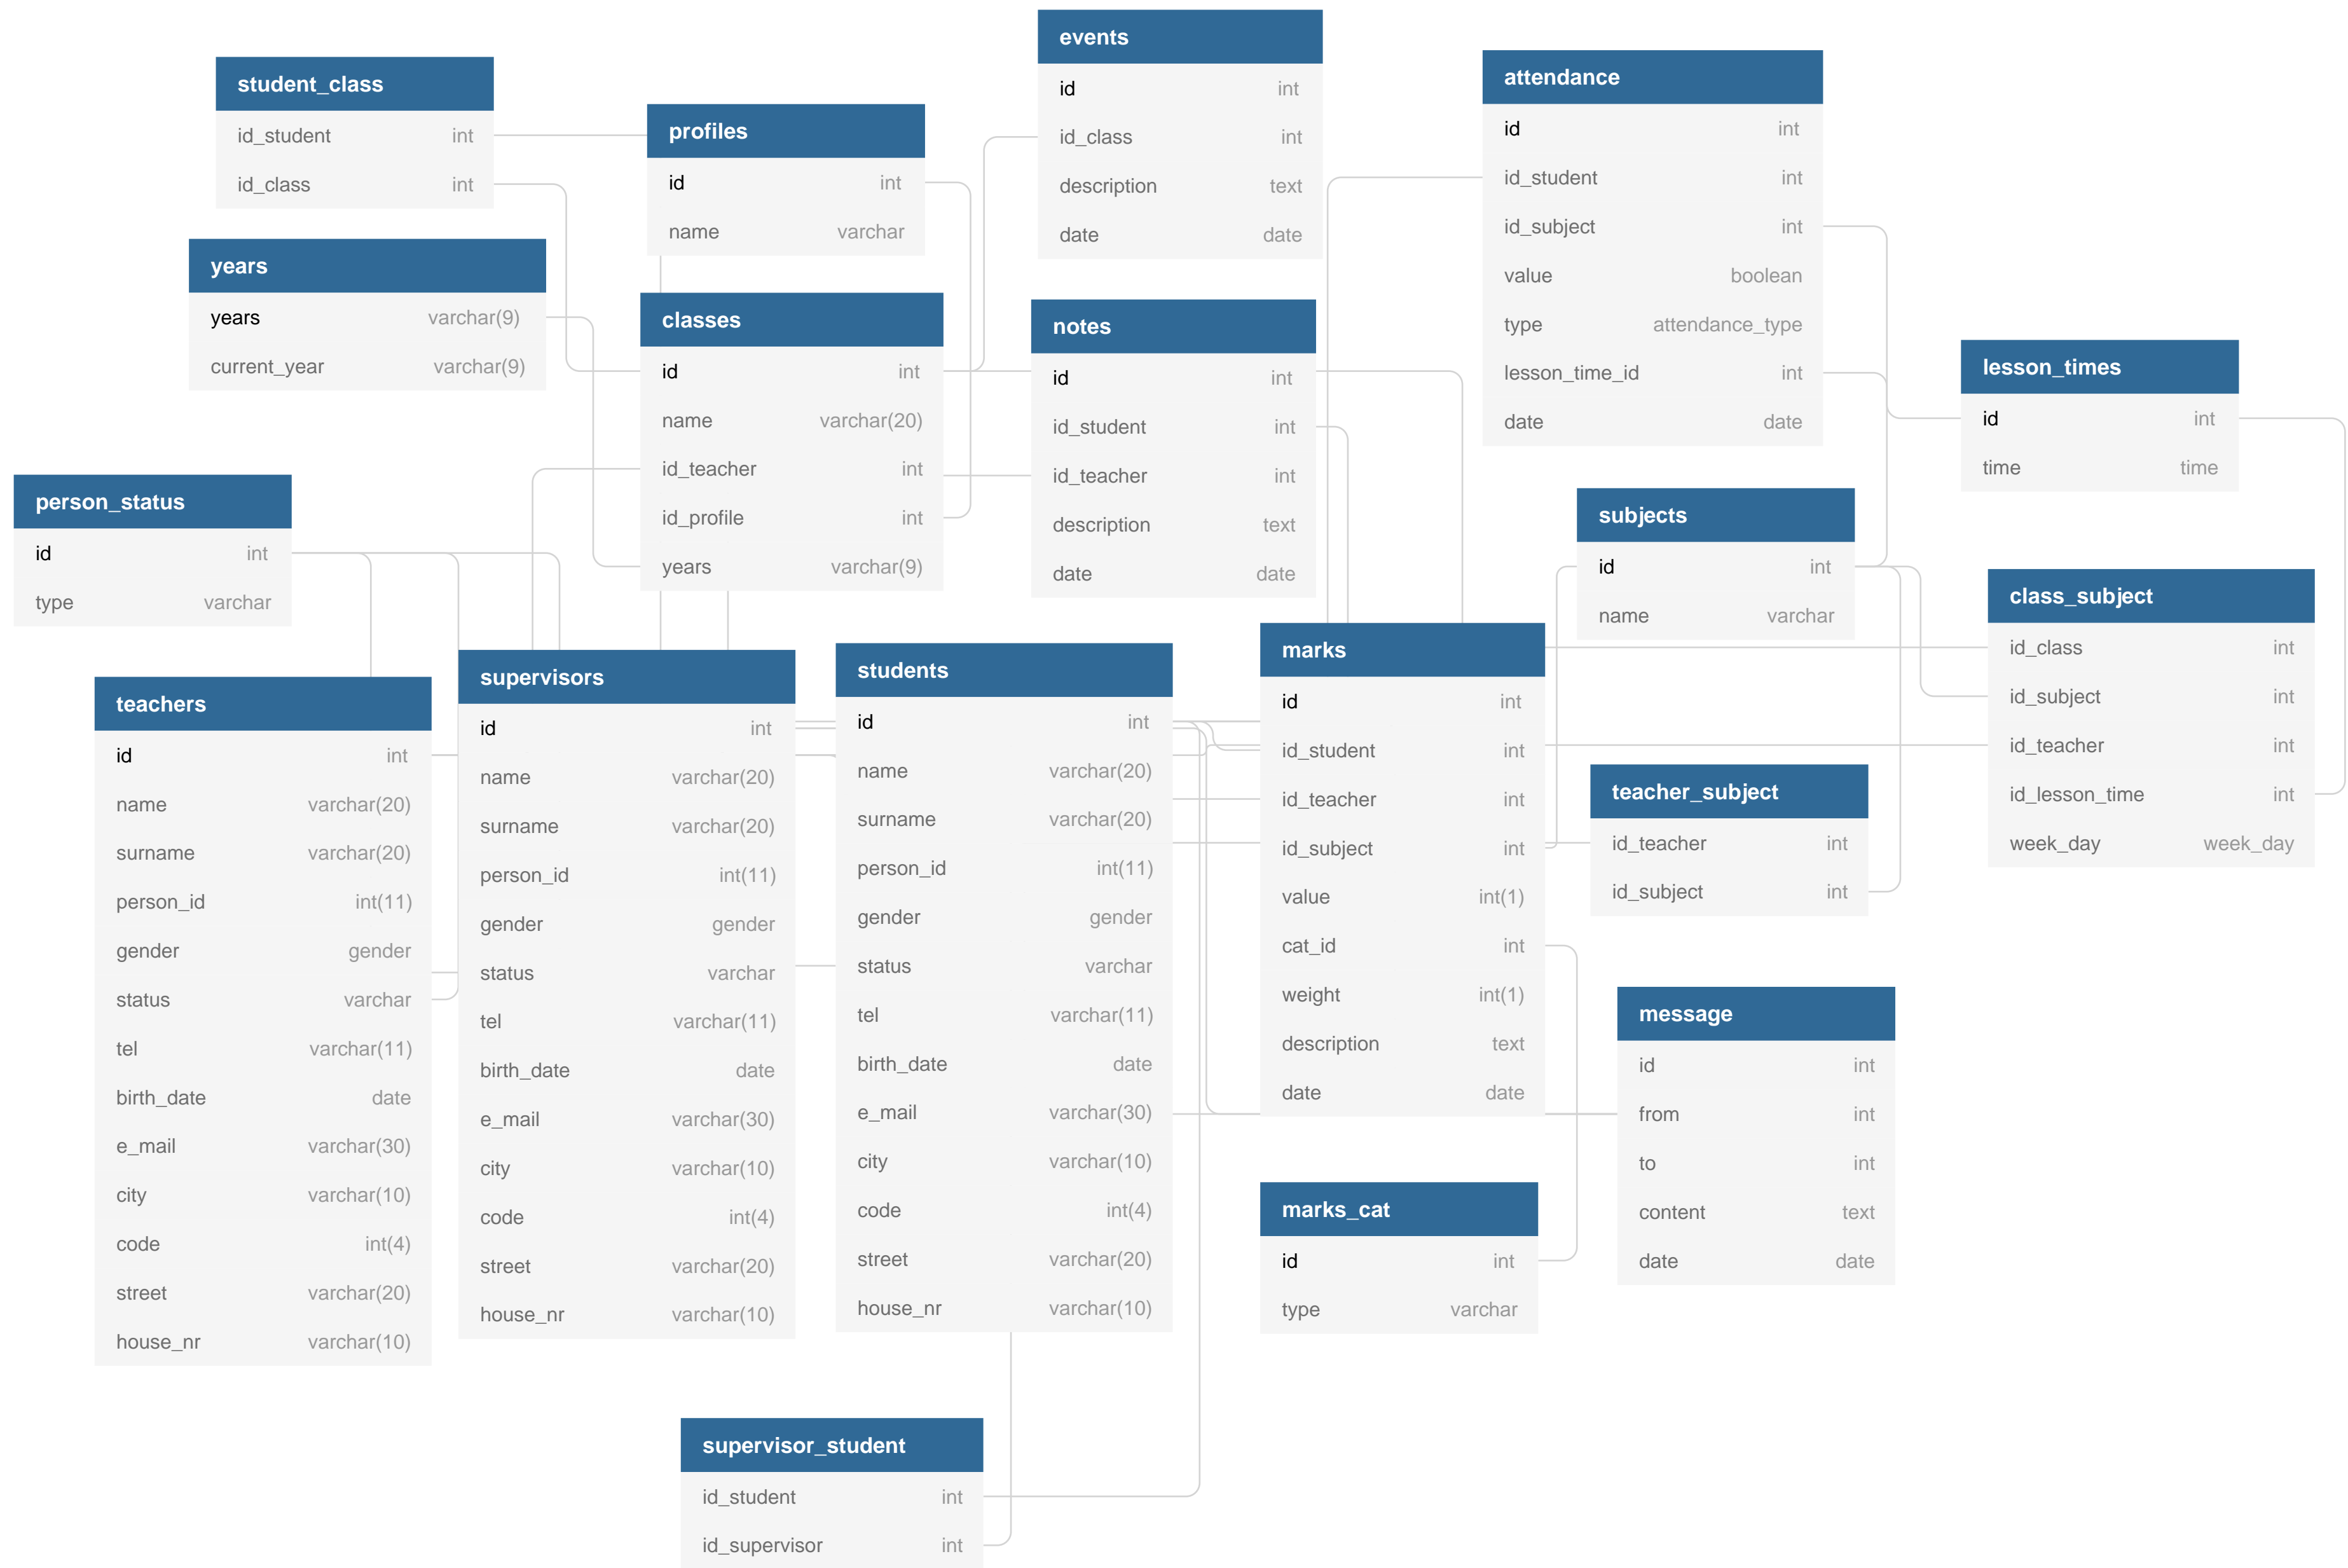 events
id int
id_class int
description text
date date
attendance
id int
id_student int
id_subject int
value boolean
type attendance_type
lesson_time_id int
date date
student_class
id_student int
id_class int
profiles
id int
name varchar
years
years varchar(9)
current_year varchar(9)
classes
id int
name varchar(20)
id_teacher int
id_profile int
years varchar(9)
notes
id int
id_student int
id_teacher int
description text
date date
lesson_times
id int
time time
person_status
id int
type varchar
subjects
id int
name varchar
class_subject
id_class int
id_subject int
id_teacher int
id_lesson_time int
week_day week_day
teachers
id int
name varchar(20)
surname varchar(20)
person_id int(11)
gender gender
status varchar
tel varchar(11)
birth_date date
e_mail varchar(30)
city varchar(10)
code int(4)
street varchar(20)
house_nr varchar(10)
supervisors
id int
name varchar(20)
surname varchar(20)
person_id int(11)
gender gender
status varchar
tel varchar(11)
birth_date date
e_mail varchar(30)
city varchar(10)
code int(4)
street varchar(20)
house_nr varchar(10)
students
id int
name varchar(20)
surname varchar(20)
person_id int(11)
gender gender
status varchar
tel varchar(11)
birth_date date
e_mail varchar(30)
city varchar(10)
code int(4)
street varchar(20)
house_nr varchar(10)
marks
id int
id_student int
id_teacher int
id_subject int
value int(1)
cat_id int
weight int(1)
description text
date date
teacher_subject
id_teacher int
id_subject int
message
id int
from int
to int
content text
date date
marks_cat
id int
type varchar
supervisor_student
id_student int
id_supervisor int